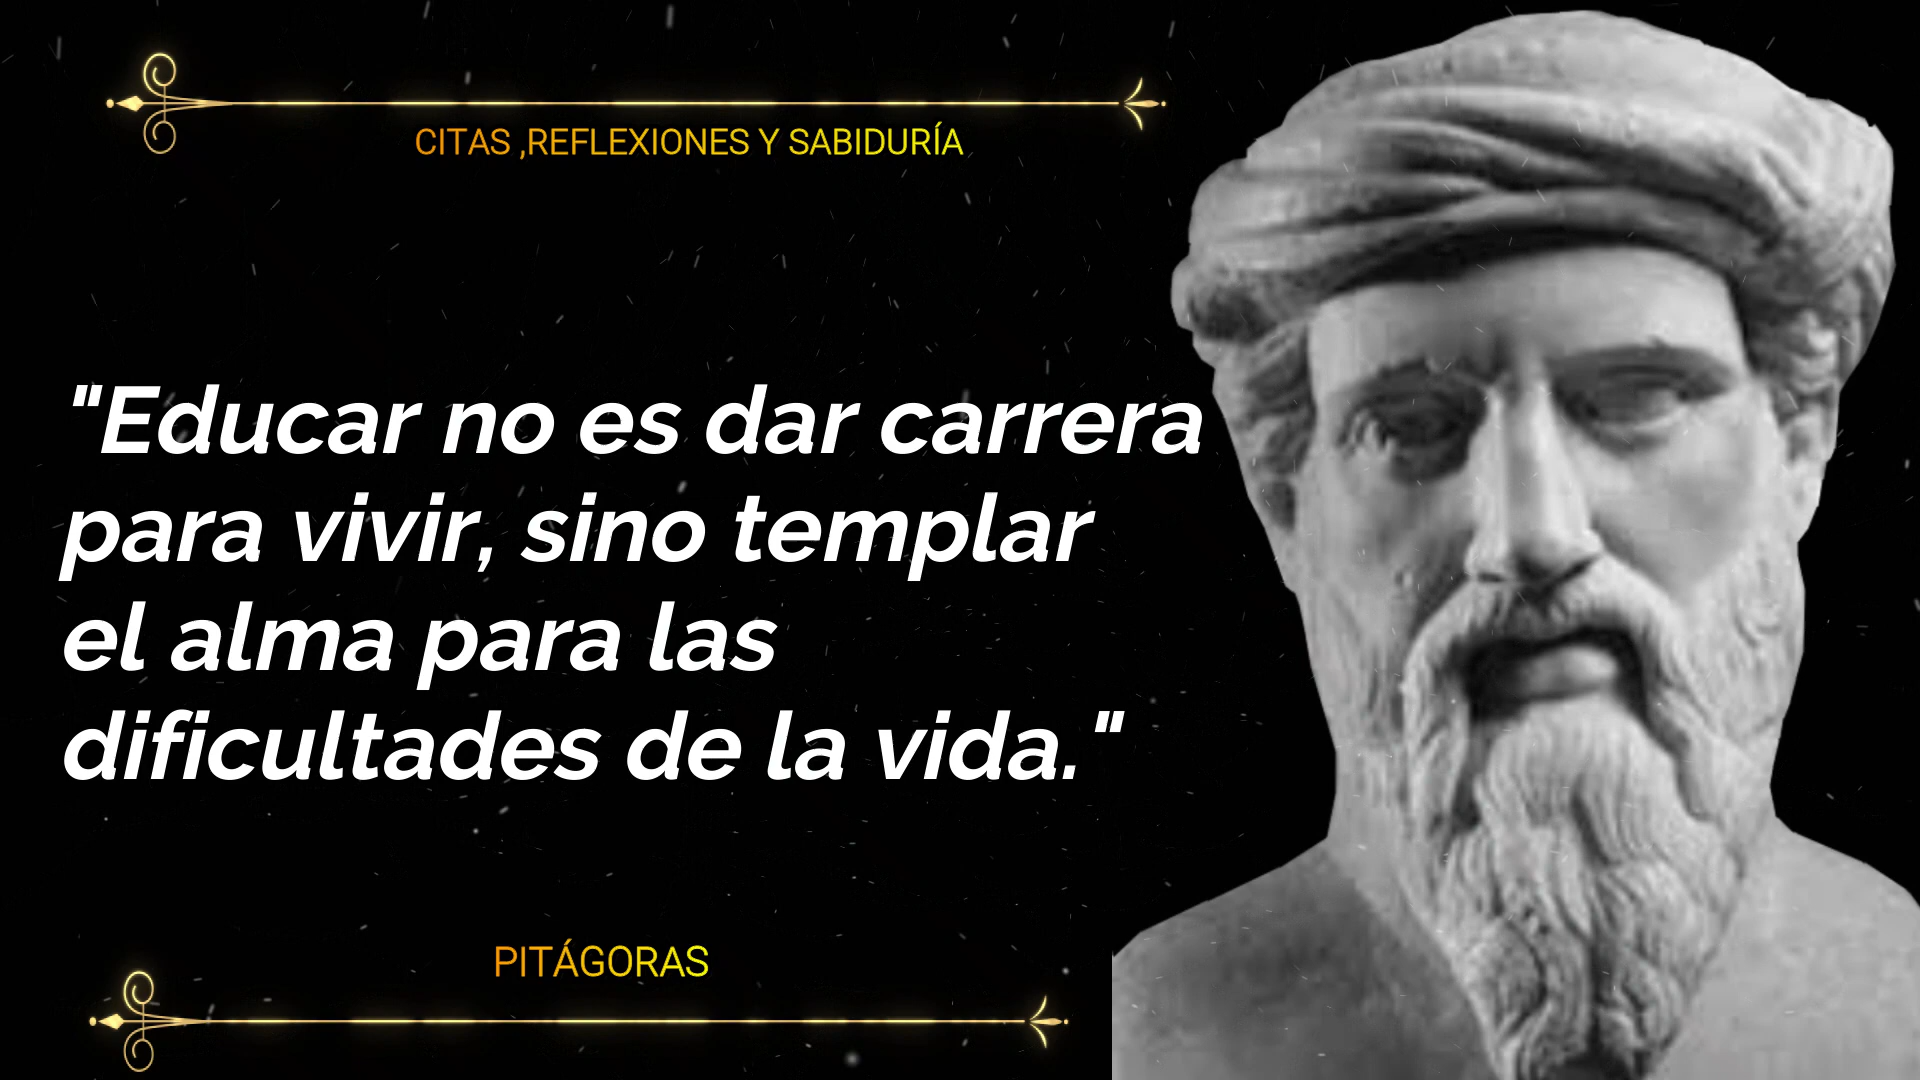 CITAS ,REFLEXIONES Y SABIDURÍA
"Educar no es dar carrera
para vivir, sino templar
el alma para las
dificultades de la vida."
PITÁGORAS